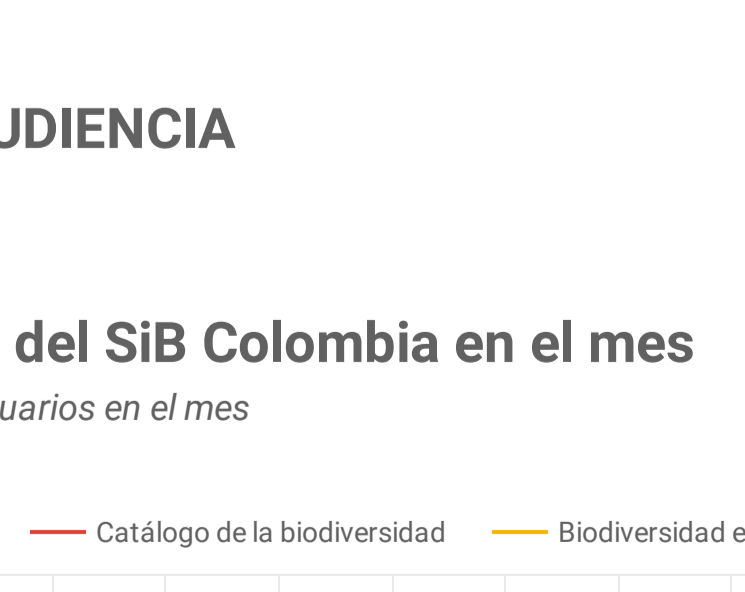 UDIENCIA
del SiB Colombia en el mes
uarios en el mes
Catálogo de la biodiversidad Biodiversidad e